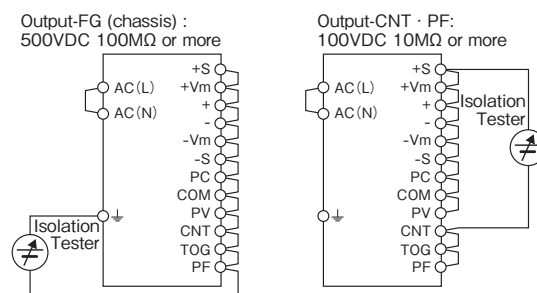 Output-FG (chassis) :
500VDC 100MΩ or more
AC(L)
AC(N)
+S
+Vm
+
-
-Vm
-S
PC
COM
PV
CNT
TOG
PF
Isolation
Tester
Output-CNT · PF:
100VDC 10MΩ or more
AC(L)
AC(N)
+S
+Vm
+
-
-Vm
-S
PC
COM
PV
CNT
TOG
PF
Isolation
Tester